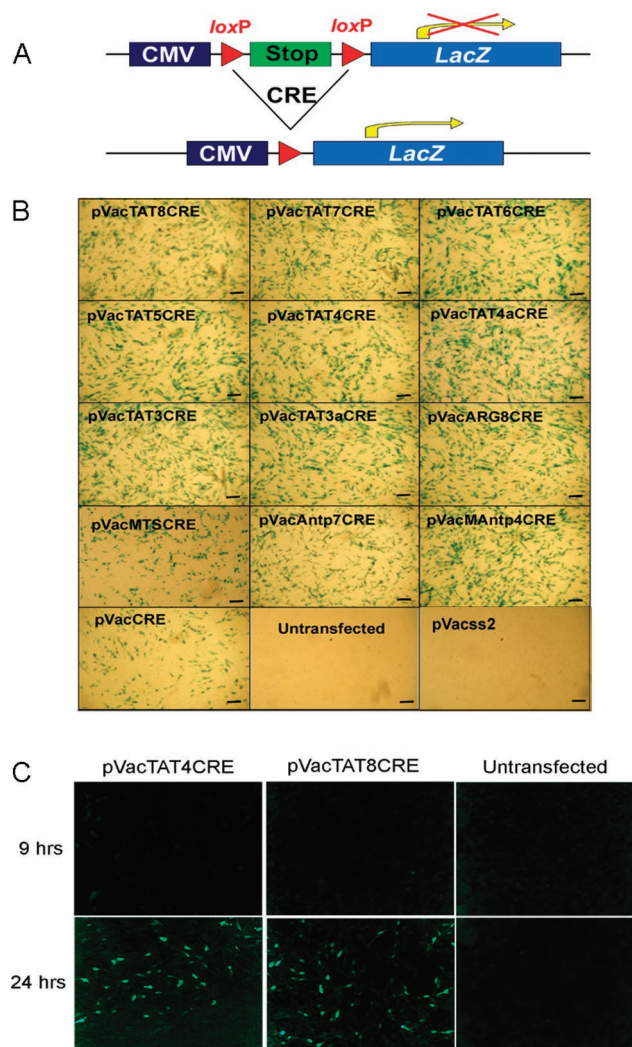 A
loxP
loxP
CMV
Stop
LacZ
CRE
CMV
LacZ
B
pVacTAT8CRE
pVacTAT7CRE
pVacTAT6CRE
pVacTAT5CRE
pVacTAT4CRE
pVacTAT4aCRE
pVacTAT3CRE
pVacTAT3aCRE
pVacARG8CRE
pVacMTSCRE
pVacAntp7CRE
pVacMAntp4CRE
pVacCRE
Untransfected
pVacss2
C
pVacTAT4CRE
pVacTAT8CRE
Untransfected
9 hrs
24 hrs